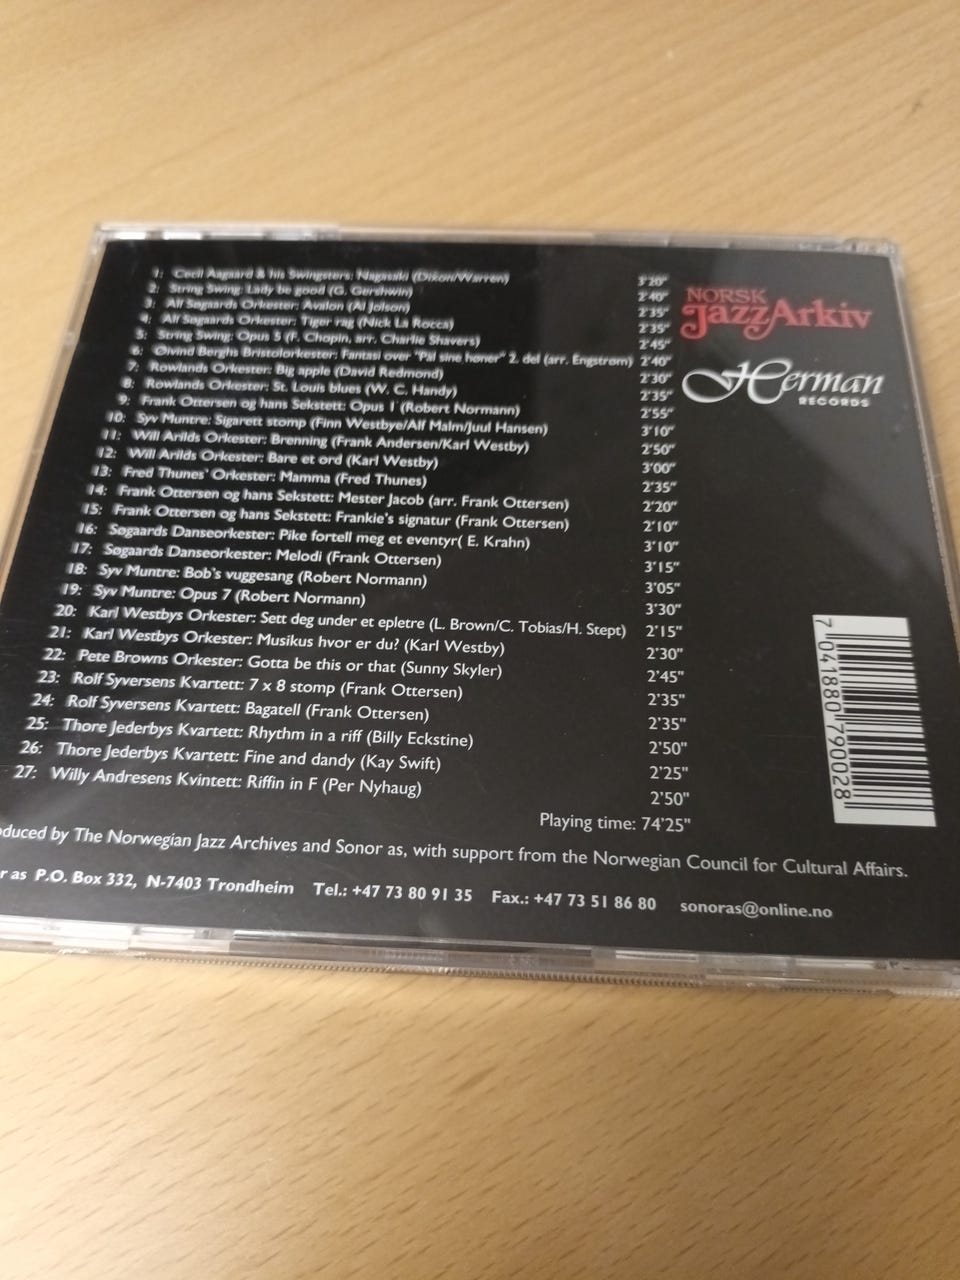 1: Cecil Aagaard & his Swingsters: Nagasaki (Dixon/Warren) 3'20"
2: String Swing: Lady be good (G. Gershwin) 2'40"
3: Alf Søgaards Orkester: Avalon (Al Jolson) 2'35"
4: Alf Søgaards Orkester: Tiger rag (Nick La Rocca) 2'35"
5: String Swing: Opus 5 (F. Chopin, arr. Charlie Shavers) 2'45"
6: Øivind Berghs Bristolorkester: Fantasi over "Pål sine høner" 2. del (arr. Engstrøm) 2'40"
7: Rowlands Orkester: Big apple (David Redmond) 2'30"
8: Rowlands Orkester: St. Louis blues (W. C. Handy) 2'35"
9: Frank Ottersen og hans Sekstett: Opus 1 (Robert Normann) 2'55"
10: Syv Muntre: Sigarett stomp (Finn Westbye/Alf Malm/Juul Hansen) 3'10"
11: Will Arilds Orkester: Brenning (Frank Andersen/Karl Westby) 2'50"
12: Will Arilds Orkester: Bare et ord (Karl Westby) 3'00"
13: Fred Thunes' Orkester: Mamma (Fred Thunes) 2'35"
14: Frank Ottersen og hans Sekstett: Mester Jacob (arr. Frank Ottersen) 2'20"
15: Frank Ottersen og hans Sekstett: Frankie's signatur (Frank Ottersen) 2'10"
16: Søgaards Danseorkester: Pike fortell meg et eventyr( E. Krahn) 3'10"
17: Søgaards Danseorkester: Melodi (Frank Ottersen) 3'15"
18: Syv Muntre: Bob's vuggesang (Robert Normann) 3'05"
19: Syv Muntre: Opus 7 (Robert Normann) 3'30"
20: Karl Westbys Orkester: Sett deg under et epletre (L. Brown/C. Tobias/H. Stept) 2'15"
21: Karl Westbys Orkester: Musikus hvor er du? (Karl Westby) 2'30"
22: Pete Browns Orkester: Gotta be this or that (Sunny Skyler) 2'45"
23: Rolf Syversens Kvartett: 7 x 8 stomp (Frank Ottersen) 2'35"
24: Rolf Syversens Kvartett: Bagatell (Frank Ottersen) 2'35"
25: Thore Jederbys Kvartett: Rhythm in a riff (Billy Eckstine) 2'50"
26: Thore Jederbys Kvartett: Fine and dandy (Kay Swift) 2'25"
27: Willy Andresens Kvintett: Riffin in F (Per Nyhaug) 2'50"
Playing time: 74'25"
oduced by The Norwegian Jazz Archives and Sonor as, with support from the Norwegian Council for Cultural Affairs.
r as P.O. Box 332, N-7403 Trondheim Tel.: +47 73 80 91 35 Fax.: +47 73 51 86 80 sonoras@online.no
NORSK
JazzArkiv
Herman
RECORDS
7 041880 790028